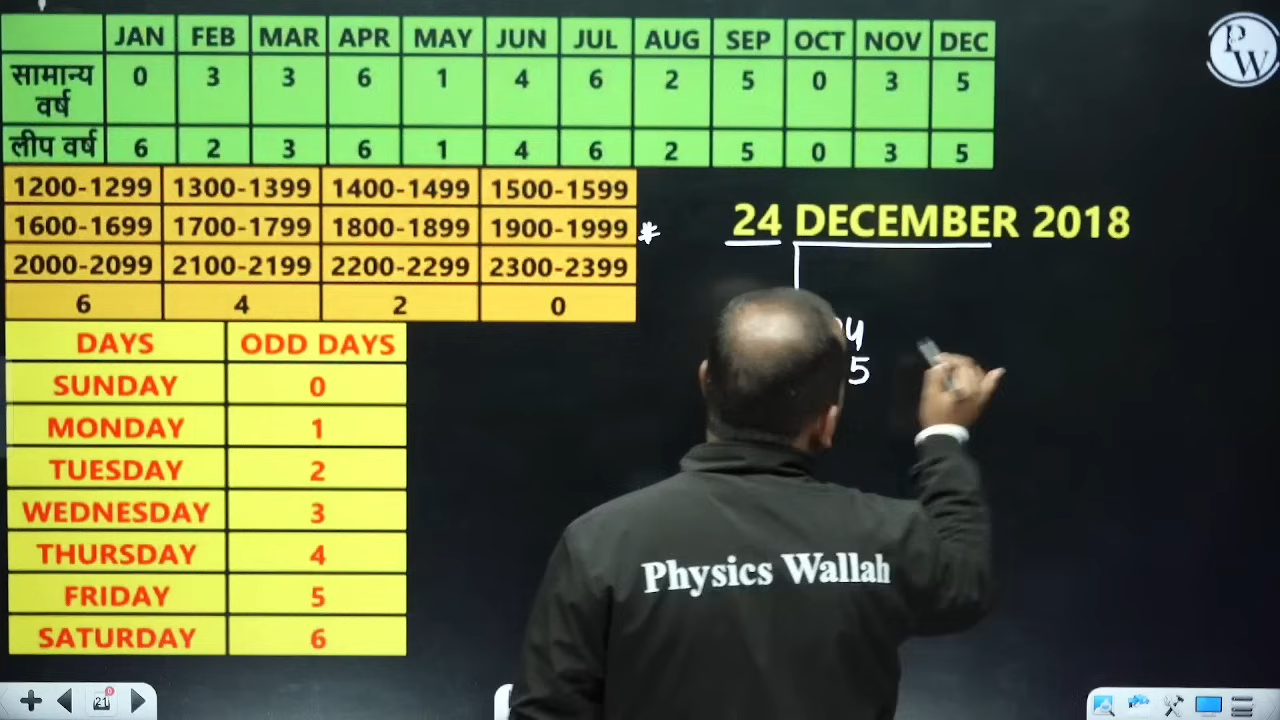 JAN FEB MAR APR MAY JUN JUL AUG SEP OCT NOV DEC
सामान्य वर्ष 0 3 3 6 1 4 6 2 5 0 3 5
लीप वर्ष 6 2 3 6 1 4 6 2 5 0 3 5
1200-1299 1300-1399 1400-1499 1500-1599
1600-1699 1700-1799 1800-1899 1900-1999 *
2000-2099 2100-2199 2200-2299 2300-2399
6 4 2 0
DAYS ODD DAYS
SUNDAY 0
MONDAY 1
TUESDAY 2
WEDNESDAY 3
THURSDAY 4
FRIDAY 5
SATURDAY 6
24 DECEMBER 2018
4
5
Physics Wallah
PW
21